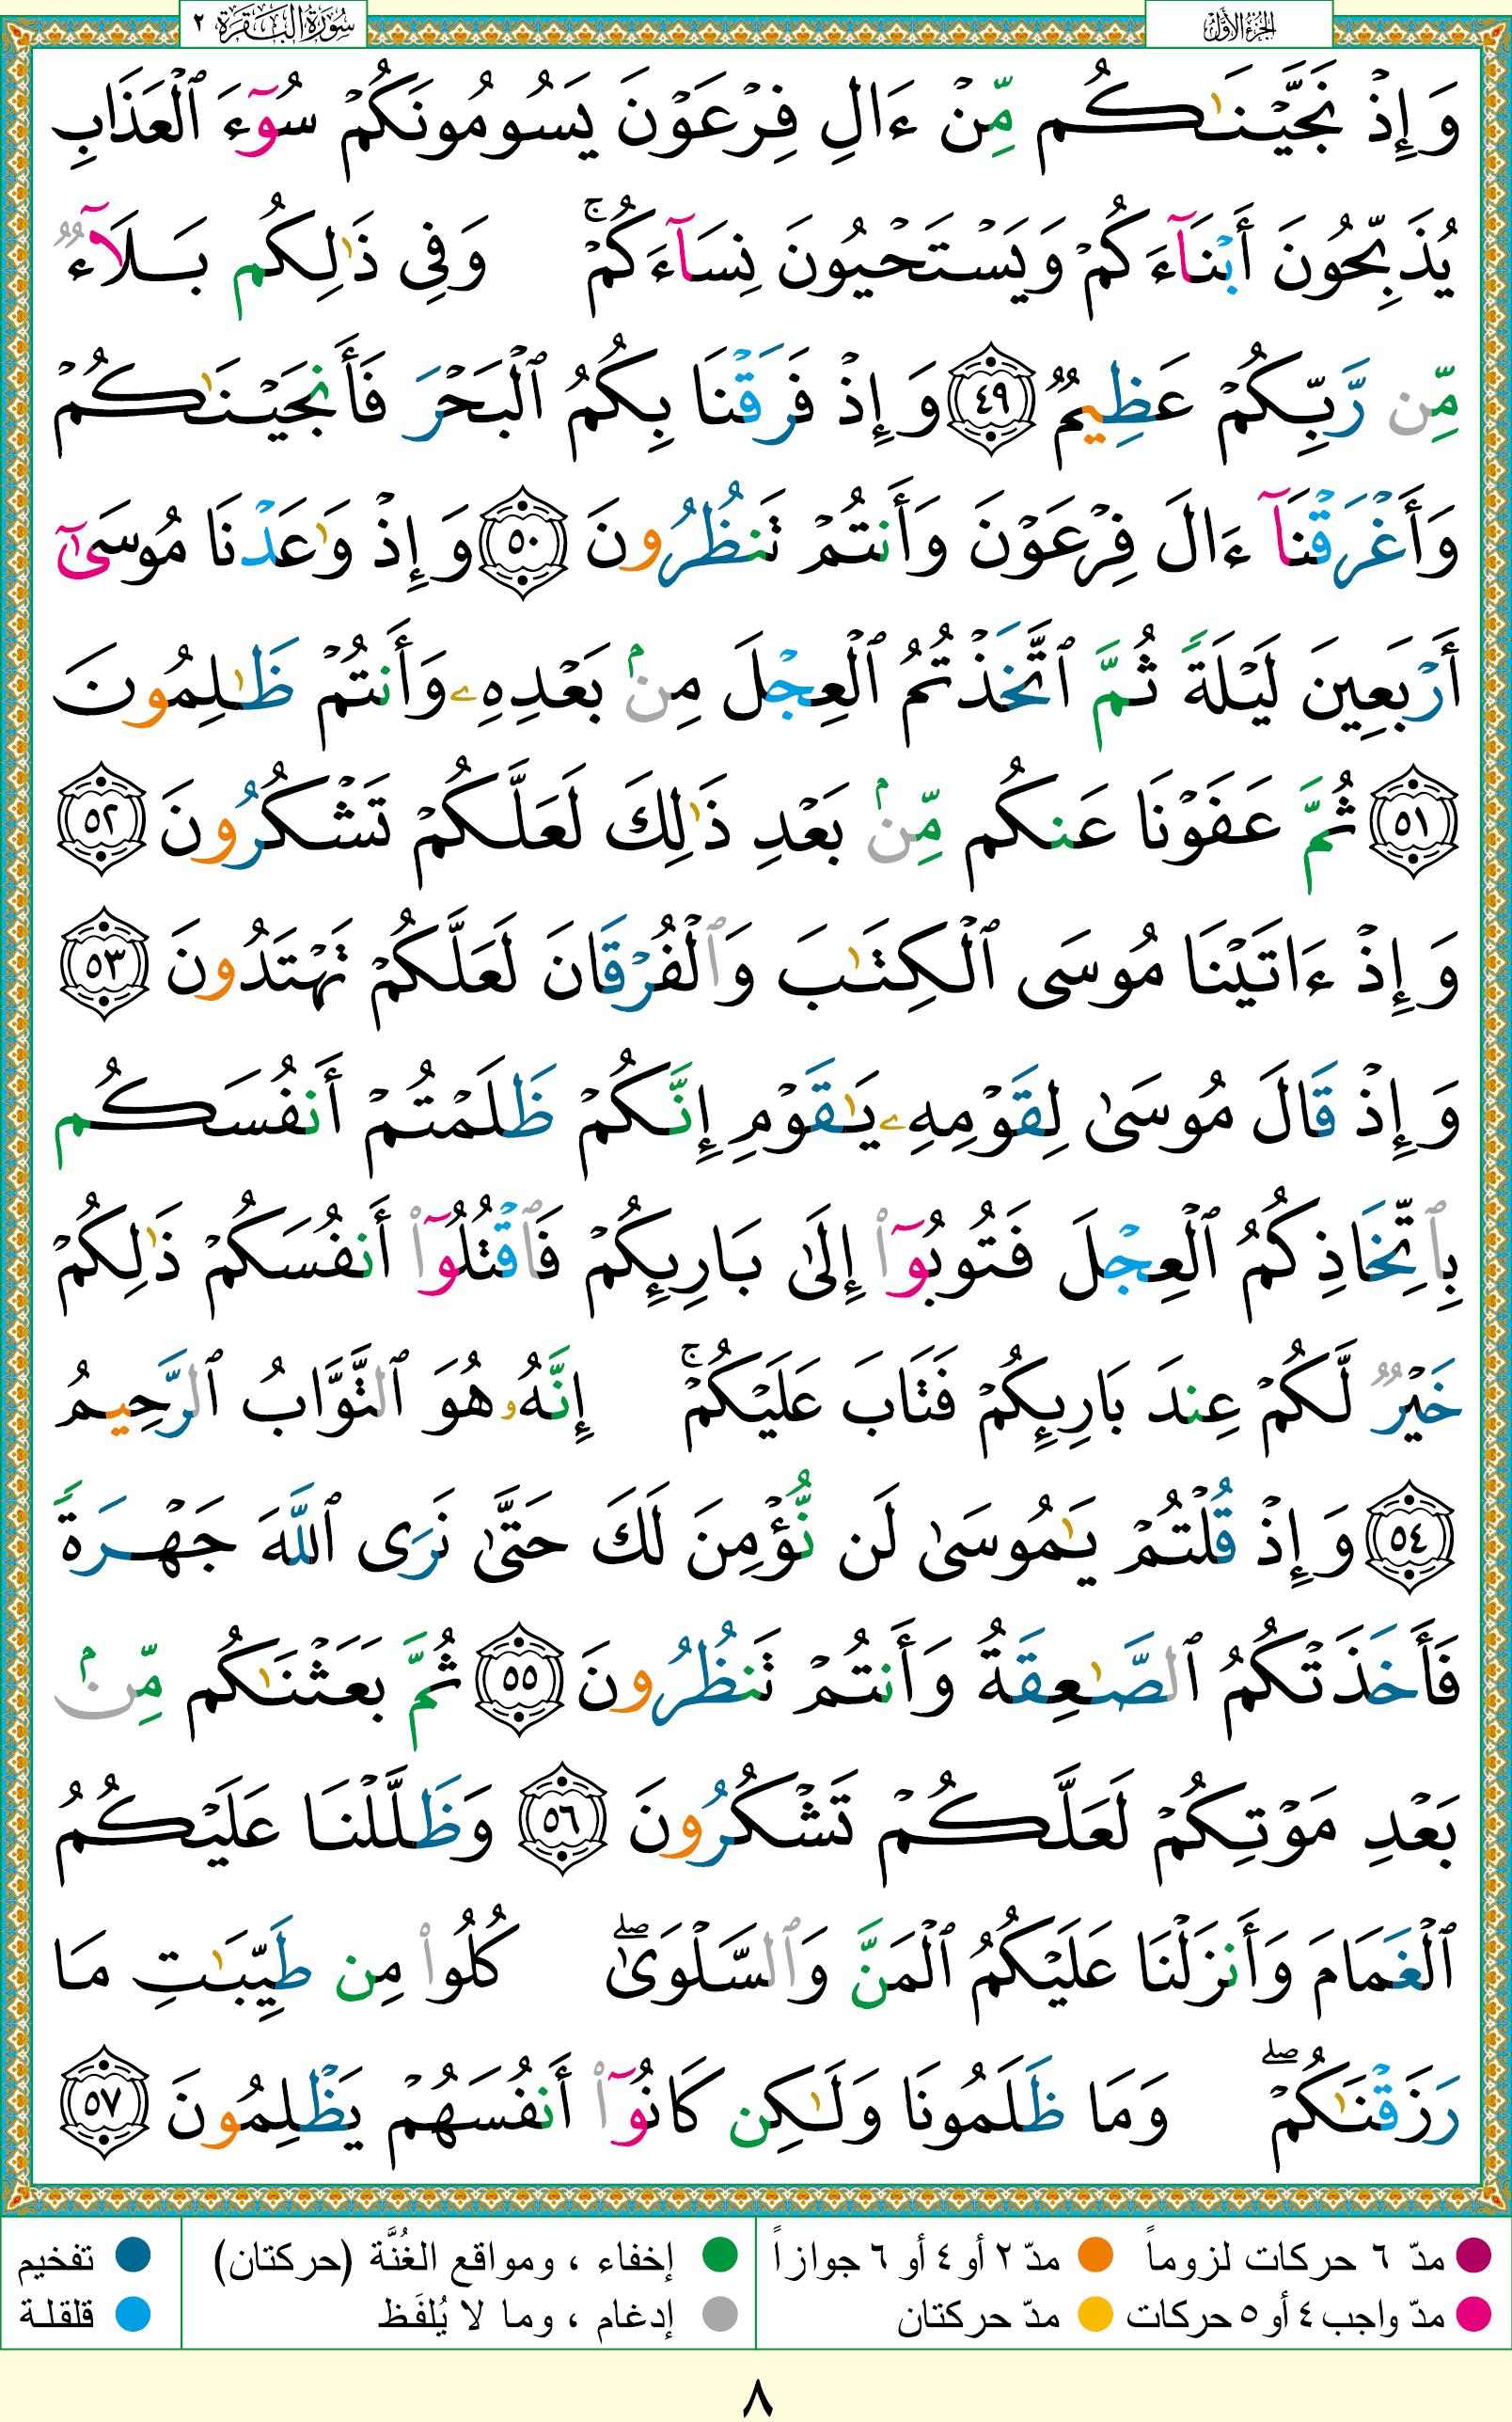 الجزء الأول
سورة البقرة ٢
وَإِذْ نَجَّيْنَٰكُم مِّنْ ءَالِ فِرْعَوْنَ يَسُومُونَكُمْ سُوٓءَ ٱلْعَذَابِ
يُذَبِّحُونَ أَبْنَآءَكُمْ وَيَسْتَحْيُونَ نِسَآءَكُمْ ۚ وَفِى ذَٰلِكُم بَلَآءٌ
مِّن رَّبِّكُمْ عَظِيمٌ ٤٩ وَإِذْ فَرَقْنَا بِكُمُ ٱلْبَحْرَ فَأَنجَيْنَٰكُمْ
وَأَغْرَقْنَآ ءَالَ فِرْعَوْنَ وَأَنتُمْ تَنظُرُونَ ٥٠ وَإِذْ وَٰعَدْنَا مُوسَىٰٓ
أَرْبَعِينَ لَيْلَةً ثُمَّ ٱتَّخَذْتُمُ ٱلْعِجْلَ مِنۢ بَعْدِهِۦ وَأَنتُمْ ظَٰلِمُونَ
٥١ ثُمَّ عَفَوْنَا عَنكُم مِّنۢ بَعْدِ ذَٰلِكَ لَعَلَّكُمْ تَشْكُرُونَ ٥٢
وَإِذْ ءَاتَيْنَا مُوسَى ٱلْكِتَٰبَ وَٱلْفُرْقَانَ لَعَلَّكُمْ تَهْتَدُونَ ٥٣
وَإِذْ قَالَ مُوسَىٰ لِقَوْمِهِۦ يَٰقَوْمِ إِنَّكُمْ ظَلَمْتُمْ أَنفُسَكُم
بِٱتِّخَاذِكُمُ ٱلْعِجْلَ فَتُوبُوٓا۟ إِلَىٰ بَارِئِكُمْ فَٱقْتُلُوٓا۟ أَنفُسَكُمْ ذَٰلِكُمْ
خَيْرٌ لَّكُمْ عِندَ بَارِئِكُمْ فَتَابَ عَلَيْكُمْ ۚ إِنَّهُۥ هُوَ ٱلتَّوَّابُ ٱلرَّحِيمُ
٥٤ وَإِذْ قُلْتُمْ يَٰمُوسَىٰ لَن نُّؤْمِنَ لَكَ حَتَّىٰ نَرَى ٱللَّهَ جَهْرَةً
فَأَخَذَتْكُمُ ٱلصَّٰعِقَةُ وَأَنتُمْ تَنظُرُونَ ٥٥ ثُمَّ بَعَثْنَٰكُم مِّنۢ
بَعْدِ مَوْتِكُمْ لَعَلَّكُمْ تَشْكُرُونَ ٥٦ وَظَلَّلْنَا عَلَيْكُمُ
ٱلْغَمَامَ وَأَنزَلْنَا عَلَيْكُمُ ٱلْمَنَّ وَٱلسَّلْوَىٰ ۖ كُلُوا۟ مِن طَيِّبَٰتِ مَا
رَزَقْنَٰكُمْ ۖ وَمَا ظَلَمُونَا وَلَٰكِن كَانُوٓا۟ أَنفُسَهُمْ يَظْلِمُونَ ٥٧
مدّ ٦ حركات لزوماً مدّ ٢ أو ٤ أو ٦ جوازاً إخفاء ، ومواقع الغُنَّة (حركتان) تفخيم
مدّ واجب ٤ أو ٥ حركات مدّ حركتان إدغام ، وما لا يُلفَظ قلقلة
٨